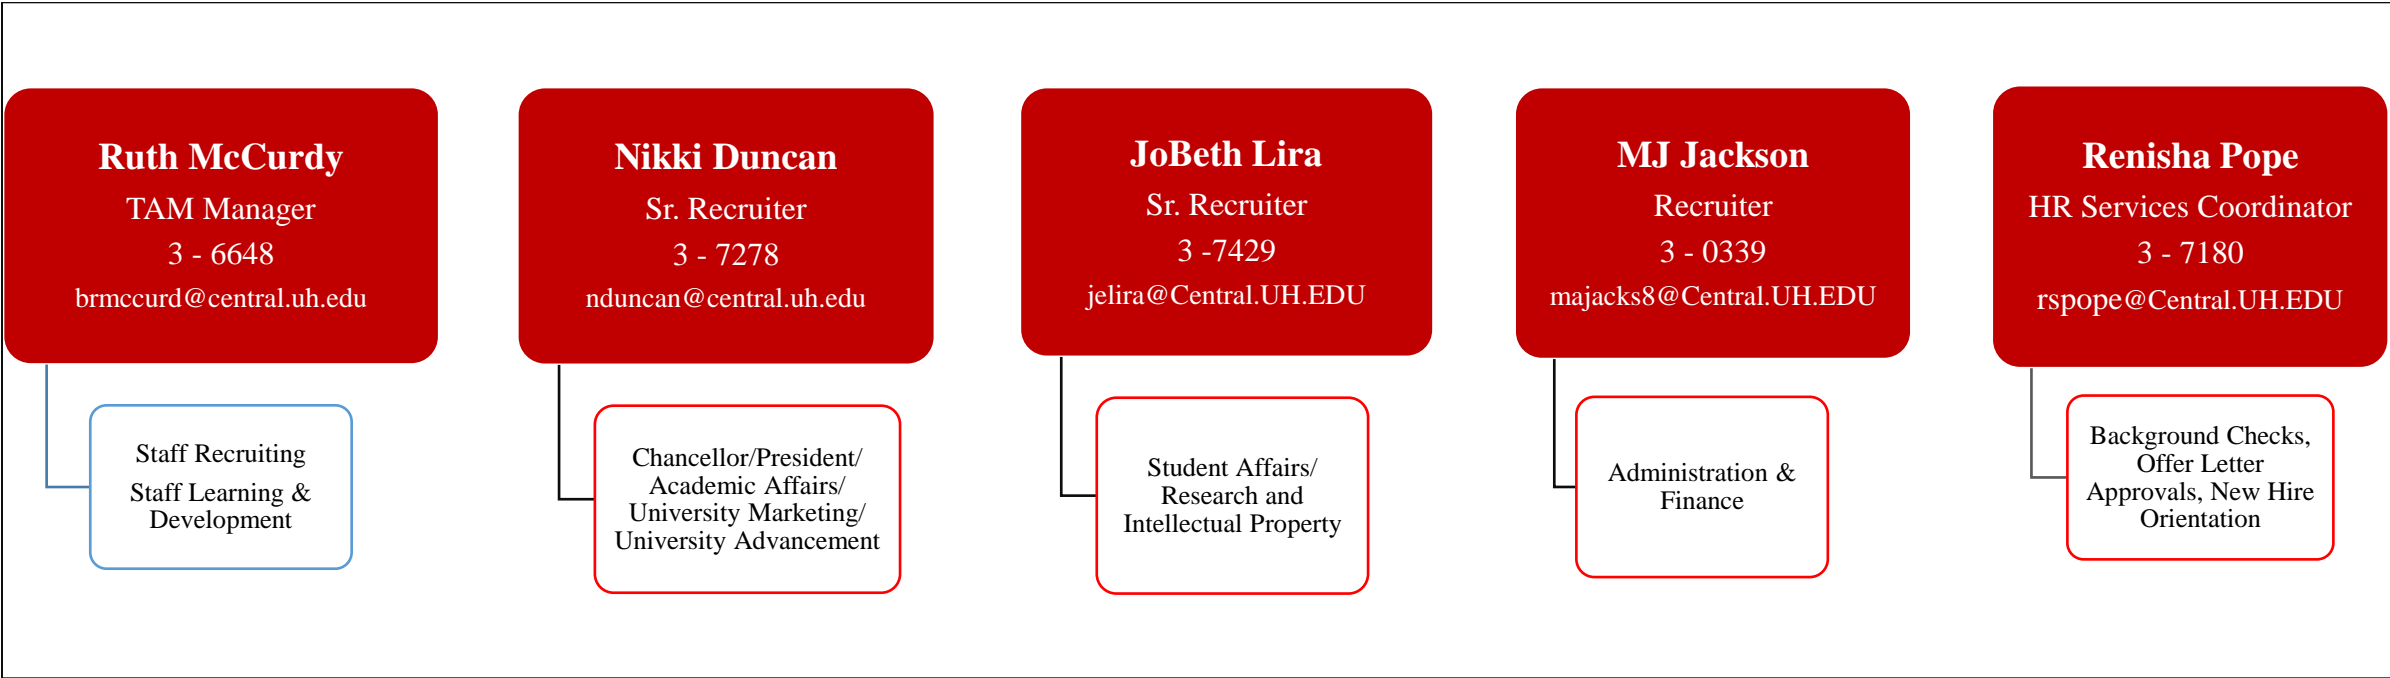 Ruth McCurdy
TAM Manager
3 - 6648
brmccurd@central.uh.edu
Staff Recruiting
Staff Learning &
Development
Nikki Duncan
Sr. Recruiter
3 - 7278
nduncan@central.uh.edu
Chancellor/President/
Academic Affairs/
University Marketing/
University Advancement
JoBeth Lira
Sr. Recruiter
3 -7429
jelira@Central.UH.EDU
Student Affairs/
Research and
Intellectual Property
MJ Jackson
Recruiter
3 - 0339
majacks8@Central.UH.EDU
Administration &
Finance
Renisha Pope
HR Services Coordinator
3 - 7180
rspope@Central.UH.EDU
Background Checks,
Offer Letter
Approvals, New Hire
Orientation